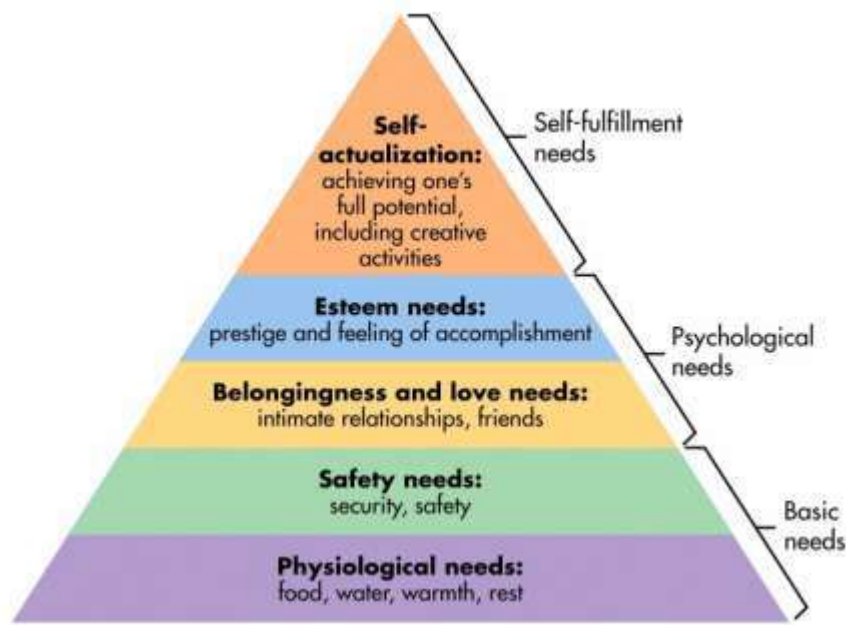 Self-
actualization:
achieving one's
full potential,
including creative
activities
Self-fulfillment
needs
Esteem needs:
prestige and feeling of accomplishment
Belongingness and love needs:
intimate relationships, friends
Psychological
needs
Safety needs:
security, safety
Physiological needs:
food, water, warmth, rest
Basic
needs